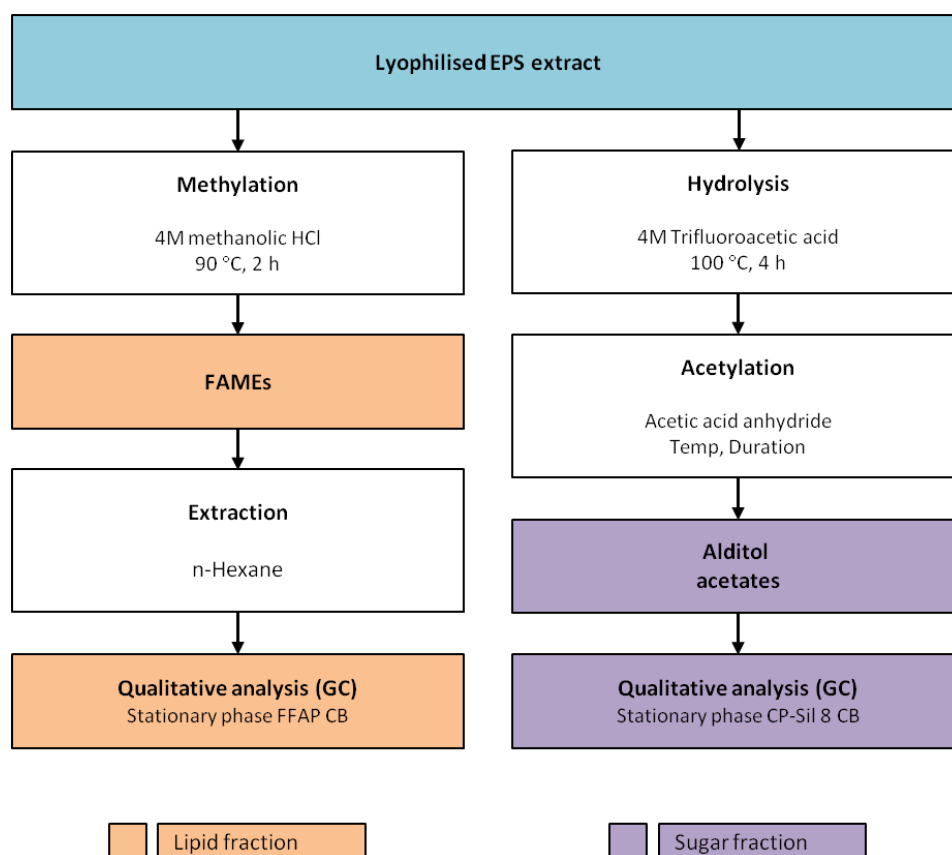 Lyophilised EPS extract
Methylation
4M methanolic HCl
90 °C, 2 h
FAMEs
Extraction
n-Hexane
Qualitative analysis (GC)
Stationary phase FFAP CB
Hydrolysis
4M Trifluoroacetic acid
100 °C, 4 h
Acetylation
Acetic acid anhydride
Temp, Duration
Alditol
acetates
Qualitative analysis (GC)
Stationary phase CP-Sil 8 CB
Lipid fraction
Sugar fraction